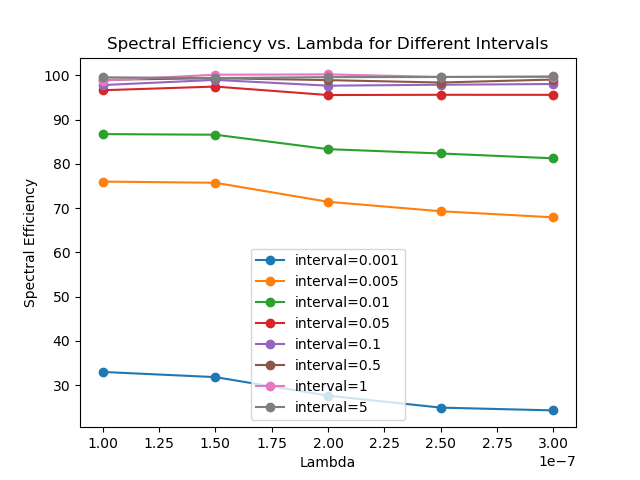 Spectral Efficiency vs. Lambda for Different Intervals
Spectral Efficiency
100
90
80
70
60
50
40
30
interval=0.001
interval=0.005
interval=0.01
interval=0.05
interval=0.1
interval=0.5
interval=1
interval=5
1.00 1.25 1.50 1.75 2.00 2.25 2.50 2.75 3.00
1e−7
Lambda